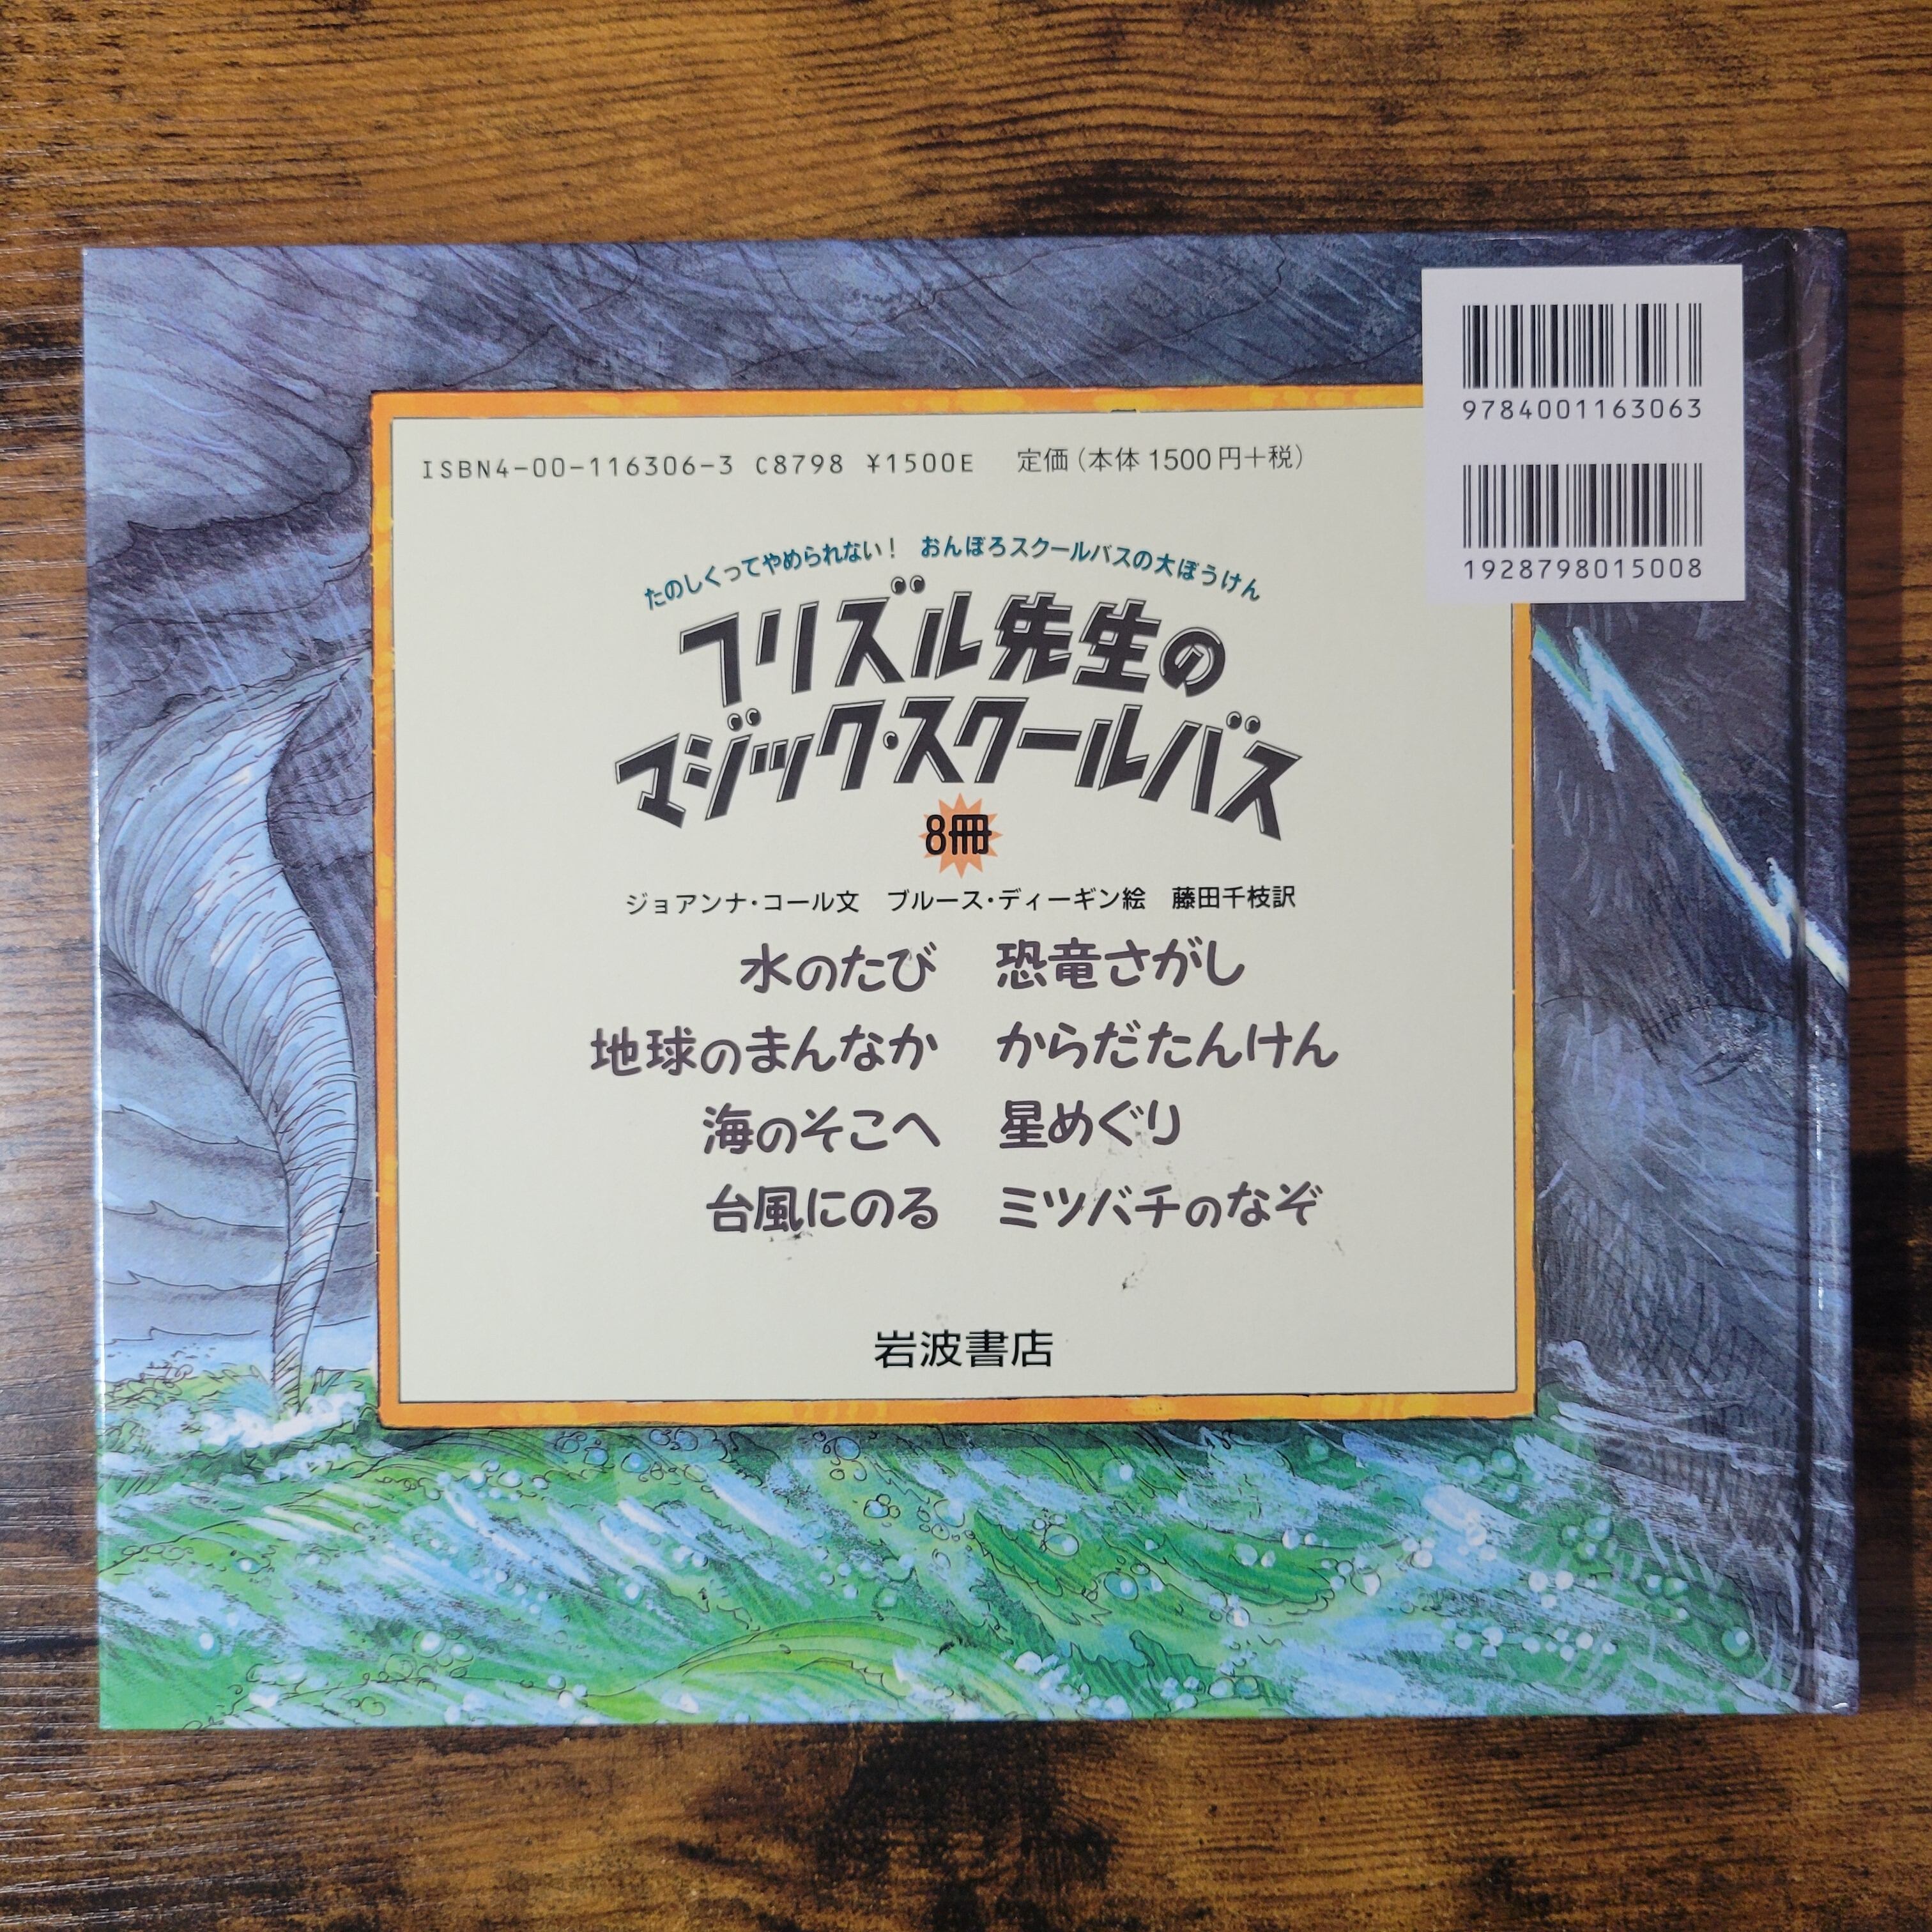 9784001163063
1928798015008
ISBN4-00-116306-3 C8798 ¥1500E 定価(本体1500円+税)
たのしくってやめられない! おんぼろスクールバスの大ぼうけん
フリズル先生の
マジック・スクールバス
8冊
ジョアンナ・コール文 ブルース・ディーギン絵 藤田千枝訳
水のたび 恐竜さがし
地球のまんなか からだたんけん
海のそこへ 星めぐり
台風にのる ミツバチのなぞ
岩波書店